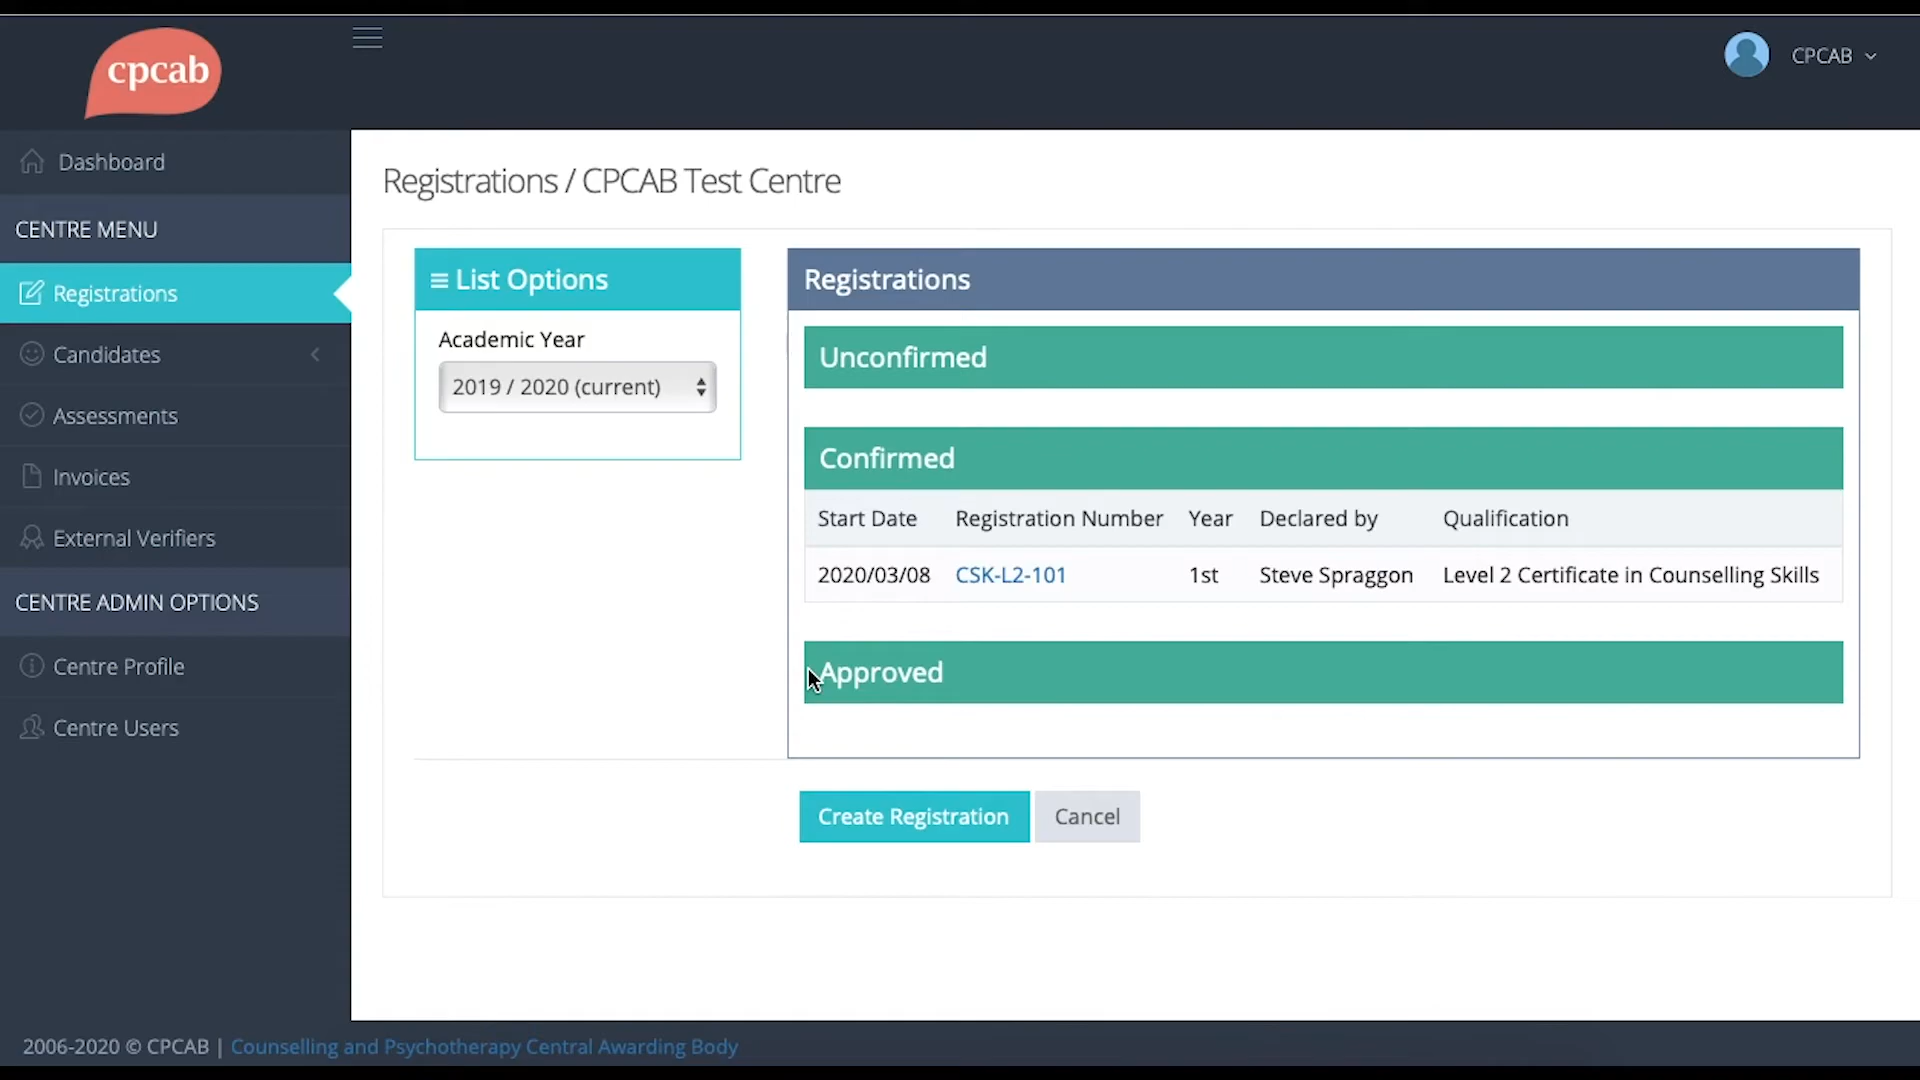 cpcab
CPCAB
Dashboard
CENTRE MENU
Registrations
Candidates
Assessments
Invoices
External Verifiers
CENTRE ADMIN OPTIONS
Centre Profile
Centre Users
Registrations / CPCAB Test Centre
List Options
Academic Year
2019 / 2020 (current)
Registrations
Unconfirmed
Confirmed
Start Date Registration Number Year Declared by Qualification
2020/03/08 CSK-L2-101 1st Steve Spraggon Level 2 Certificate in Counselling Skills
Approved
Create Registration Cancel
2006-2020 © CPCAB | Counselling and Psychotherapy Central Awarding Body